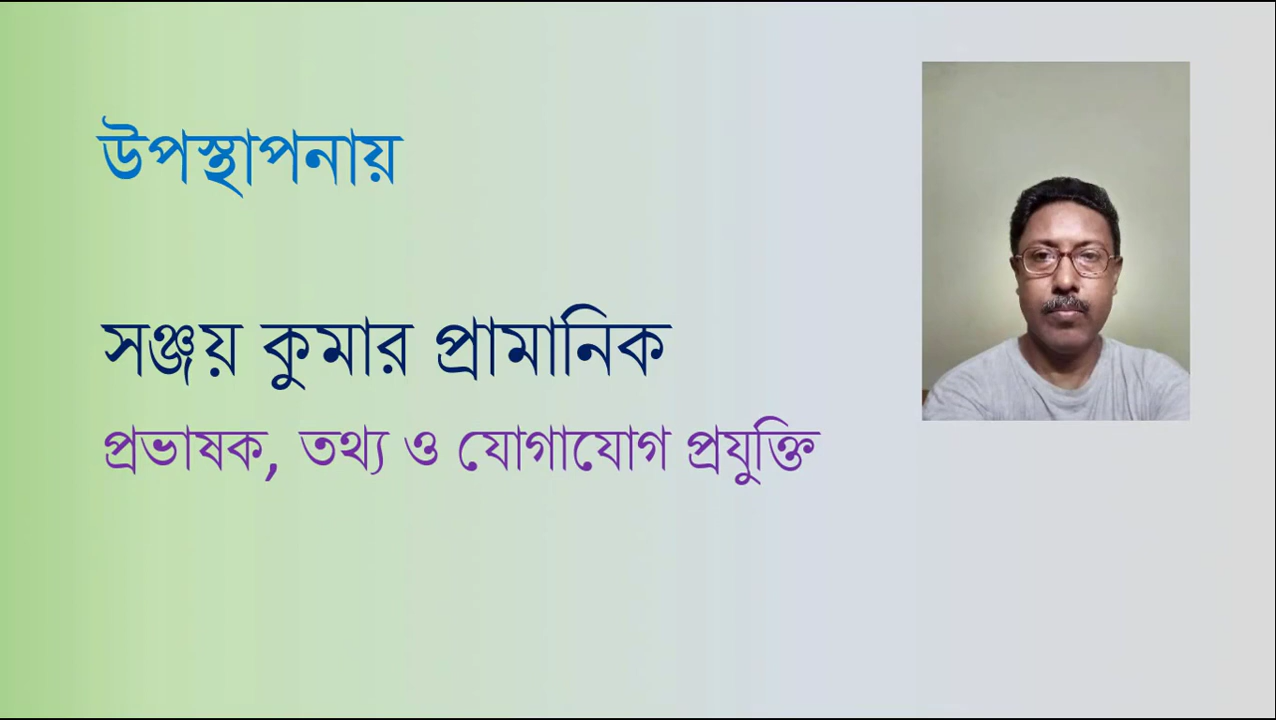 উপস্থাপনায়
সঞ্জয় কুমার প্রামানিক
প্রভাষক, তথ্য ও যোগাযোগ প্রযুক্তি